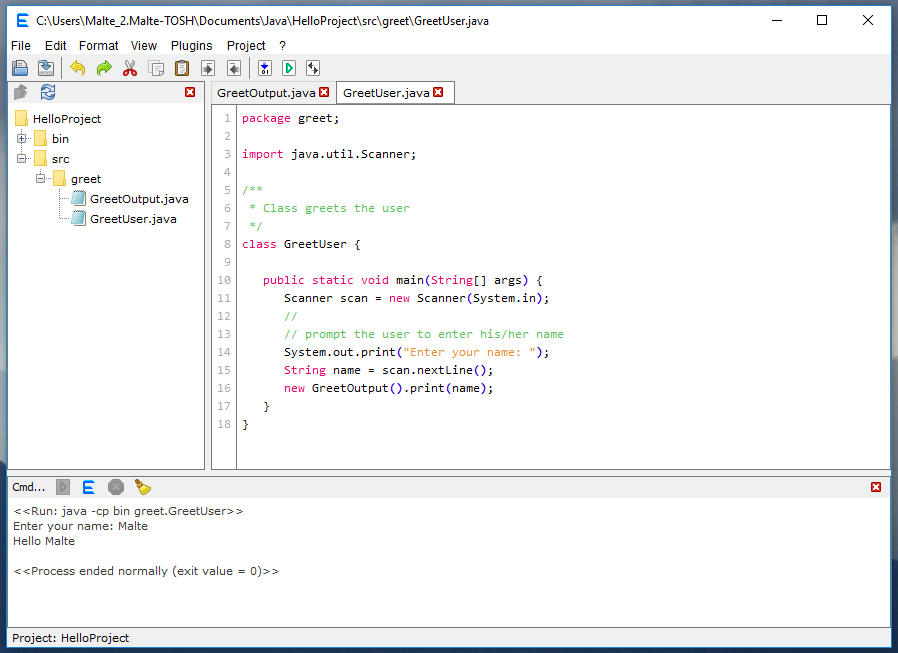 C:\Users\Malte_2.Malte-TOSH\Documents\Java\HelloProject\src\greet\GreetUser.java
File Edit Format View Plugins Project ?
HelloProject
bin
src
greet
GreetOutput.java
GreetUser.java
GreetOutput.java GreetUser.java
1 package greet;
2
3 import java.util.Scanner;
4
5 /**
6  * Class greets the user
7  */
8 class GreetUser {
9
10    public static void main(String[] args) {
11       Scanner scan = new Scanner(System.in);
12       //
13       // prompt the user to enter his/her name
14       System.out.print("Enter your name: ");
15       String name = scan.nextLine();
16       new GreetOutput().print(name);
17    }
18 }
Cmd...
<<Run: java -cp bin greet.GreetUser>>
Enter your name: Malte
Hello Malte
<<Process ended normally (exit value = 0)>>
Project: HelloProject